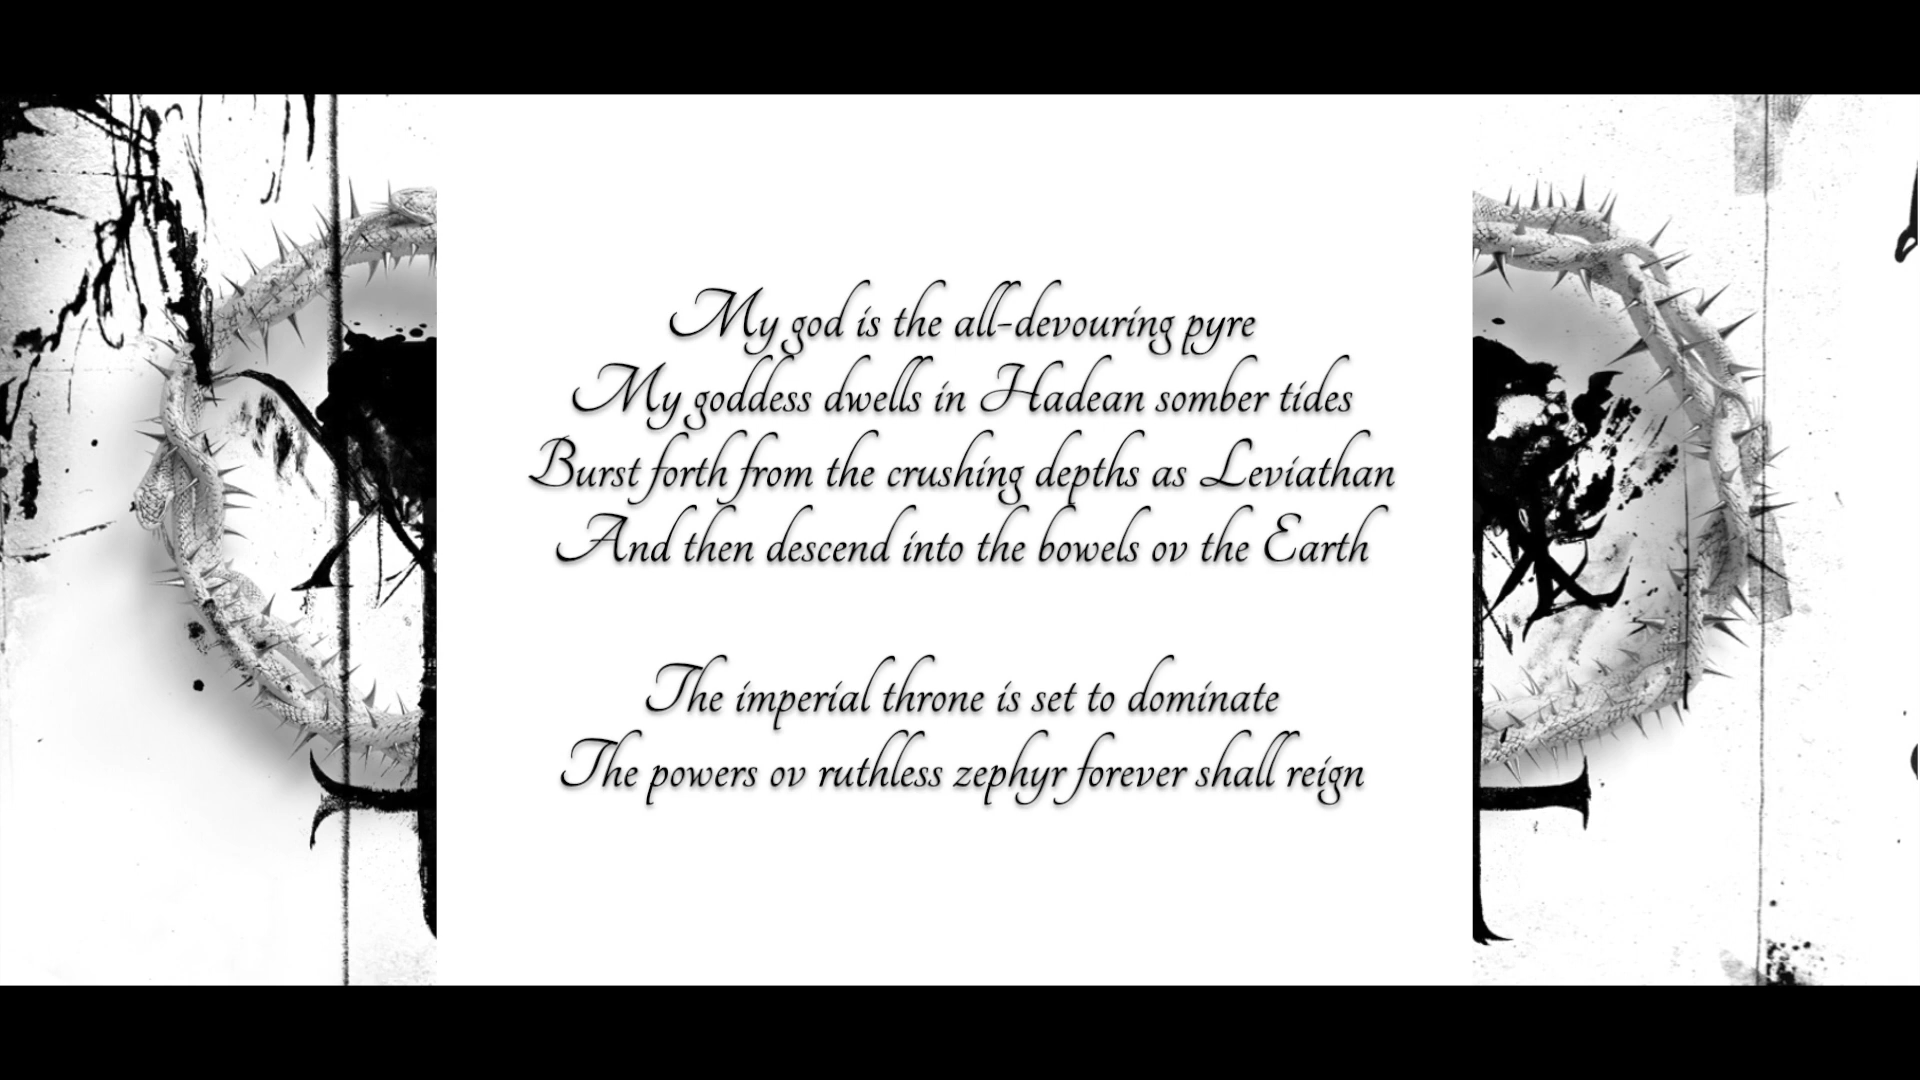 My god is the all-devouring pyre
My goddess dwells in Hadean somber tides
Burst forth from the crushing depths as Leviathan
And then descend into the bowels ov the Earth
The imperial throne is set to dominate
The powers ov ruthless zephyr forever shall reign